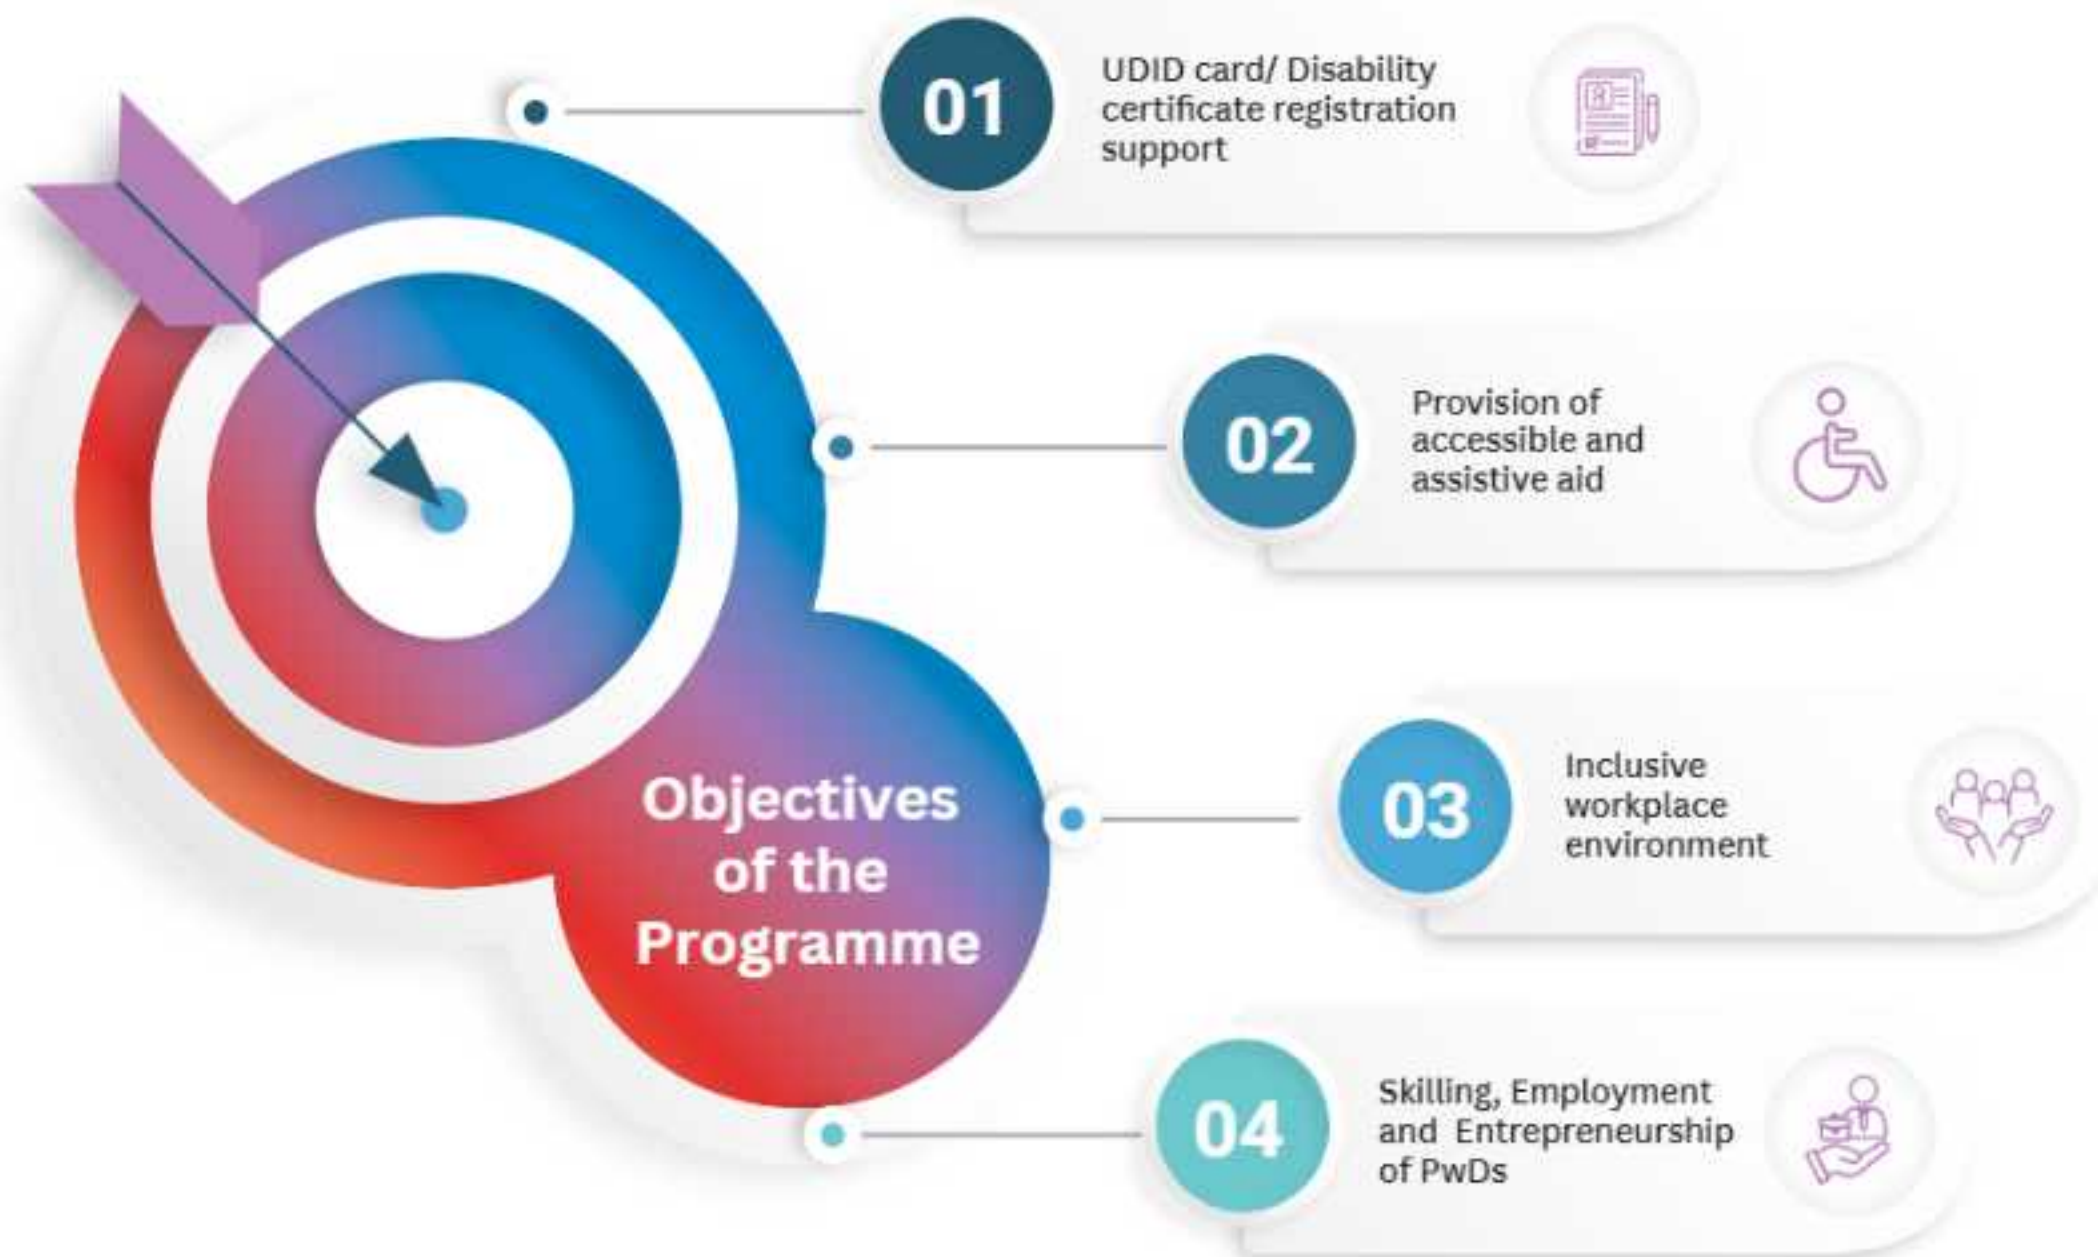 01
UDID card/ Disability
certificate registration
support
02
Provision of
accessible and
assistive aid
Objectives
of the
Programme
03
Inclusive
workplace
environment
04
Skilling, Employment
and Entrepreneurship
of PwDs